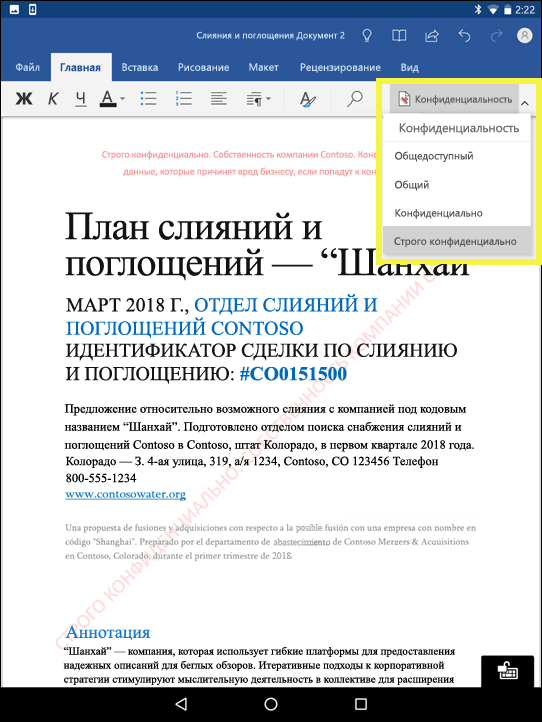 2:22
Слияния и поглощения Документ 2
Файл Главная Вставка Рисование Макет Рецензирование Вид
Ж К Ч А Конфиденциальность
Конфиденциальность
Общедоступный
Общий
Конфиденциально
Строго конфиденциально
Строго конфиденциально. Собственность компании Contoso.
данные, которые причинят вред бизнесу, если попадут к
План слияний и
поглощений — “Шанхай
МАРТ 2018 Г., ОТДЕЛ СЛИЯНИЙ И
ПОГЛОЩЕНИЙ CONTOSO
ИДЕНТИФИКАТОР СДЕЛКИ ПО СЛИЯНИЮ
И ПОГЛОЩЕНИЮ: #CO0151500
Предложение относительно возможного слияния с компанией под кодовым
названием “Шанхай”. Подготовлено отделом поиска снабжения слияний и
поглощений Contoso в Contoso, штат Колорадо, в первом квартале 2018 года.
Колорадо — З. 4-ая улица, 319, а/я 1234, Contoso, CO 123456 Телефон
800-555-1234
www.contosowater.org
Una propuesta de fusiones y adquisiciones con respecto a la posible fusión con una empresa con nombre en
código "Shanghai". Preparado por el departamento de abastecimiento de Contoso Mergers & Acquisitions
en Contoso, Colorado, durante el primer trimestre de 2018.
СТРОГО КОНФИДЕНЦИАЛЬНО. СОБСТВЕННОСТЬ КОМПАНИИ
Аннотация
“Шанхай” — компания, которая использует гибкие платформы для предоставления
надежных описаний для беглых обзоров. Итеративные подходы к корпоративной
стратегии стимулируют мыслительную деятельность в коллективе для расширения